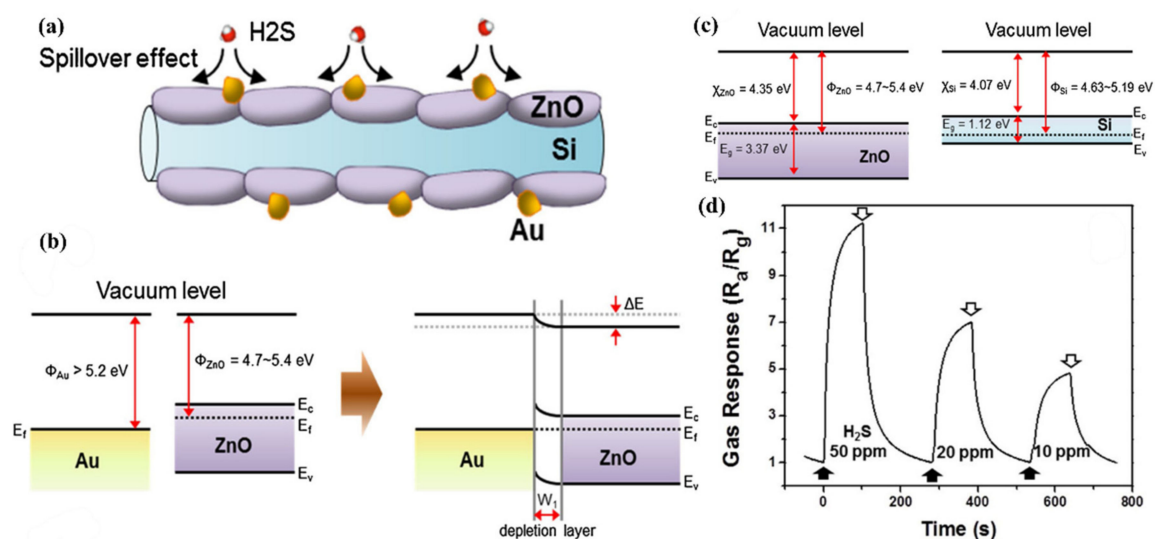 (a)
H2S
Spillover effect
ZnO
Si
Au
(b)
Vacuum level
Φ_Au > 5.2 eV
Φ_ZnO = 4.7~5.4 eV
E_f
E_c
E_f
E_v
Au
ZnO
ΔE
E_c
E_f
E_v
Au
ZnO
W₁
depletion layer
(c)
Vacuum level
Vacuum level
χ_ZnO = 4.35 eV
Φ_ZnO = 4.7~5.4 eV
E_c
E_f
E_g = 3.37 eV
ZnO
E_v
χ_Si = 4.07 eV
Φ_Si = 4.63~5.19 eV
E_c
E_g = 1.12 eV
Si
E_f
E_v
(d)
Gas Response (R_a/R_g)
11
9
7
5
3
1
H₂S
50 ppm
20 ppm
10 ppm
0 200 400 600 800
Time (s)